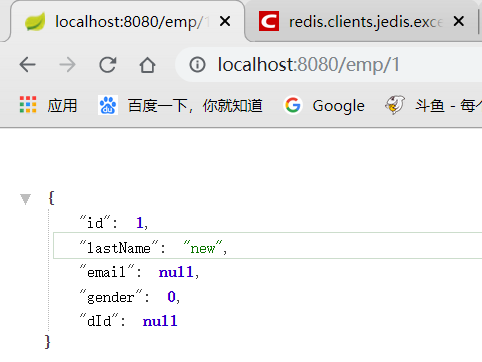 localhost:8080/emp/1
redis.clients.jedis.exce
localhost:8080/emp/1
应用 百度一下，你就知道 Google 斗鱼 - 每个
{
"id": 1,
"lastName": "new",
"email": null,
"gender": 0,
"dId": null
}